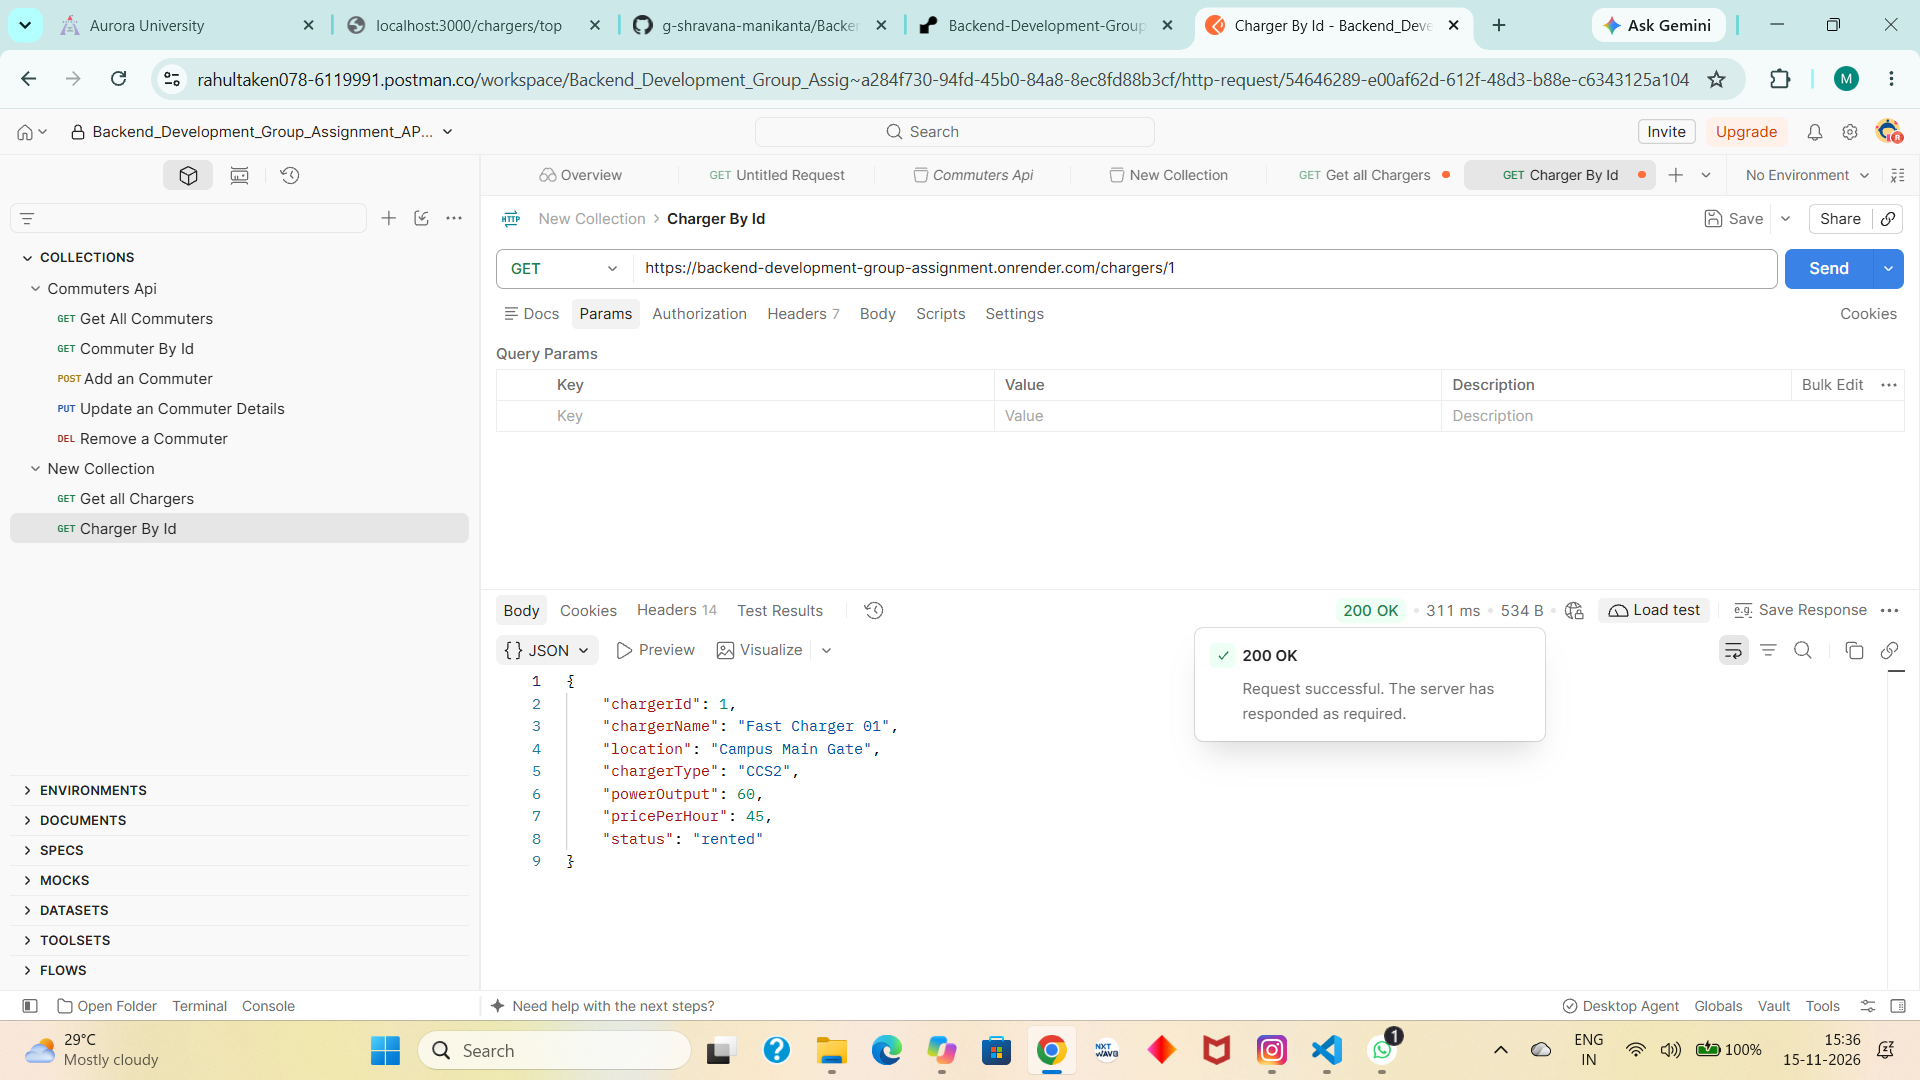 Aurora University
localhost:3000/chargers/top
g-shravana-manikanta/Backen
Backend-Development-Group
Charger By Id - Backend_Deve
Ask Gemini
rahultaken078-6119991.postman.co/workspace/Backend_Development_Group_Assig~a284f730-94fd-45b0-84a8-8ec8fd88b3cf/http-request/54646289-e00af62d-612f-48d3-b88e-c6343125a104
M
Backend_Development_Group_Assignment_AP...
Search
Invite
Upgrade
R
Overview
GET Untitled Request
Commuters Api
New Collection
GET Get all Chargers
GET Charger By Id
No Environment
HTTP New Collection > Charger By Id
Save
Share
COLLECTIONS
Commuters Api
GET Get All Commuters
GET Commuter By Id
POST Add an Commuter
PUT Update an Commuter Details
DEL Remove a Commuter
New Collection
GET Get all Chargers
GET Charger By Id
ENVIRONMENTS
DOCUMENTS
SPECS
MOCKS
DATASETS
TOOLSETS
FLOWS
GET https://backend-development-group-assignment.onrender.com/chargers/1
Send
Docs Params Authorization Headers 7 Body Scripts Settings
Cookies
Query Params
Key Value Description Bulk Edit
Key Value Description
Body Cookies Headers 14 Test Results
200 OK • 311 ms • 534 B
Load test
e.g. Save Response
{} JSON Preview Visualize
200 OK
Request successful. The server has
responded as required.
1 {
2 "chargerId": 1,
3 "chargerName": "Fast Charger 01",
4 "location": "Campus Main Gate",
5 "chargerType": "CCS2",
6 "powerOutput": 60,
7 "pricePerHour": 45,
8 "status": "rented"
9 }
Open Folder Terminal Console
Need help with the next steps?
Desktop Agent Globals Vault Tools
29°C
Mostly cloudy
Search
NXT
WAVE
1
ENG
IN
100%
15:36
15-11-2026